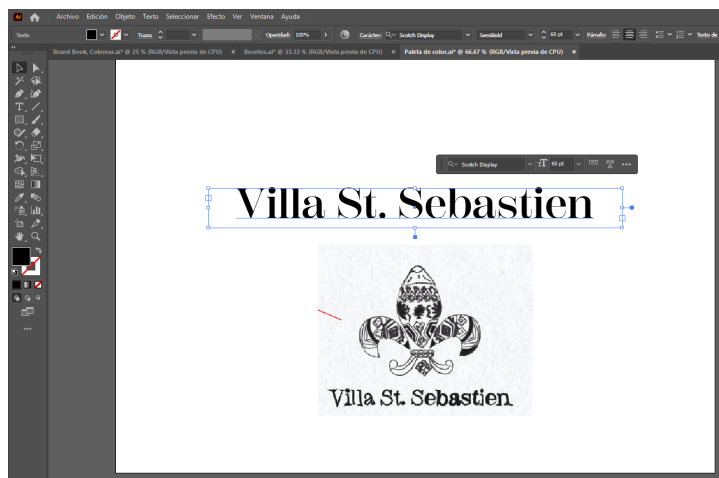 Ai Archivo Edición Objeto Texto Seleccionar Efecto Ver Ventana Ayuda
Texto Trazo: Opacidad: 100% Carácter: Scotch Display SemiBold 60 pt Párrafo: Texto de
Brand Book, Colorear.ai* @ 25 % (RGB/Vista previa de CPU) × Bocetos.ai* @ 33.33 % (RGB/Vista previa de CPU) × Paleta de color.ai* @ 66.67 % (RGB/Vista previa de CPU) ×
Scotch Display 60 pt
Villa St. Sebastien
Villa St. Sebastien